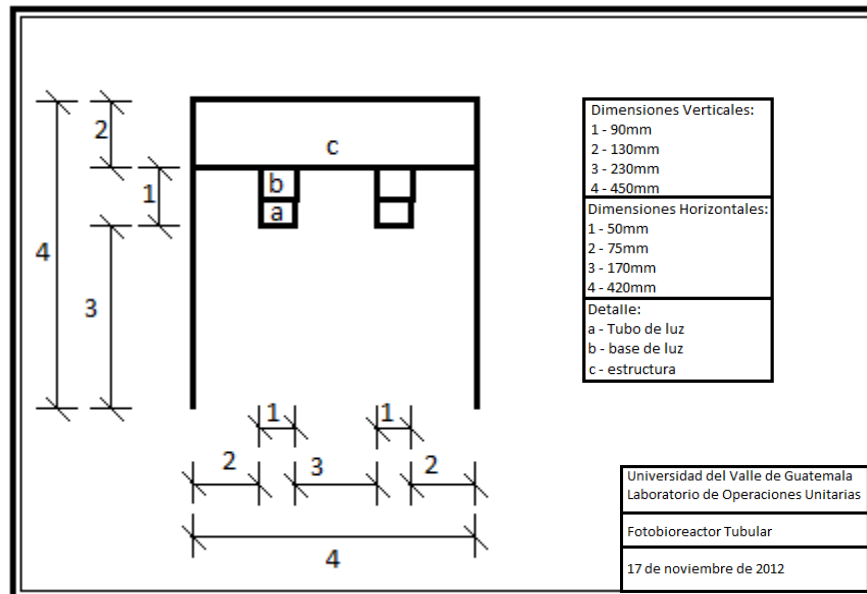 2
c
b
1
a
4
3
1
1
2
3
2
4
Dimensiones Verticales:
1 - 90mm
2 - 130mm
3 - 230mm
4 - 450mm
Dimensiones Horizontales:
1 - 50mm
2 - 75mm
3 - 170mm
4 - 420mm
Detalle:
a - Tubo de luz
b - base de luz
c - estructura
Universidad del Valle de Guatemala
Laboratorio de Operaciones Unitarias
Fotobioreactor Tubular
17 de noviembre de 2012